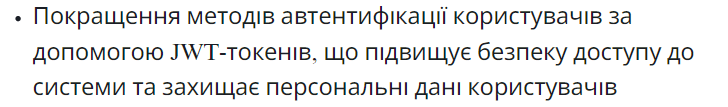 • Покращення методів автентифікації користувачів за
допомогою JWT-токенів, що підвищує безпеку доступу до
системи та захищає персональні дані користувачів